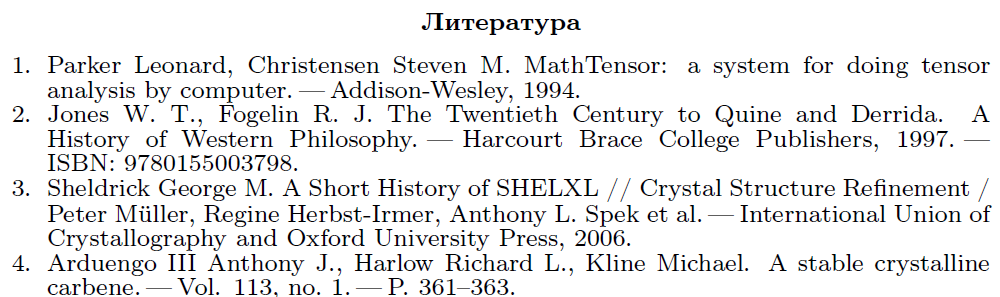 Литература
1. Parker Leonard, Christensen Steven M. MathTensor: a system for doing tensor
analysis by computer. — Addison-Wesley, 1994.
2. Jones W. T., Fogelin R. J. The Twentieth Century to Quine and Derrida. A
History of Western Philosophy. — Harcourt Brace College Publishers, 1997. —
ISBN: 9780155003798.
3. Sheldrick George M. A Short History of SHELXL // Crystal Structure Refinement /
Peter Müller, Regine Herbst-Irmer, Anthony L. Spek et al. — International Union of
Crystallography and Oxford University Press, 2006.
4. Arduengo III Anthony J., Harlow Richard L., Kline Michael. A stable crystalline
carbene. — Vol. 113, no. 1. — P. 361–363.